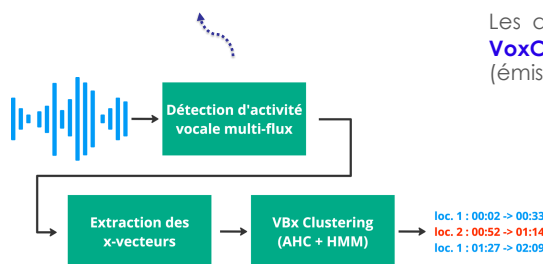 Les
VoxC
(émis
Détection d'activité
vocale multi-flux
Extraction des
x-vecteurs
VBx Clustering
(AHC + HMM)
loc. 1 : 00:02 -> 00:33
loc. 2 : 00:52 -> 01:14
loc. 1 : 01:27 -> 02:09